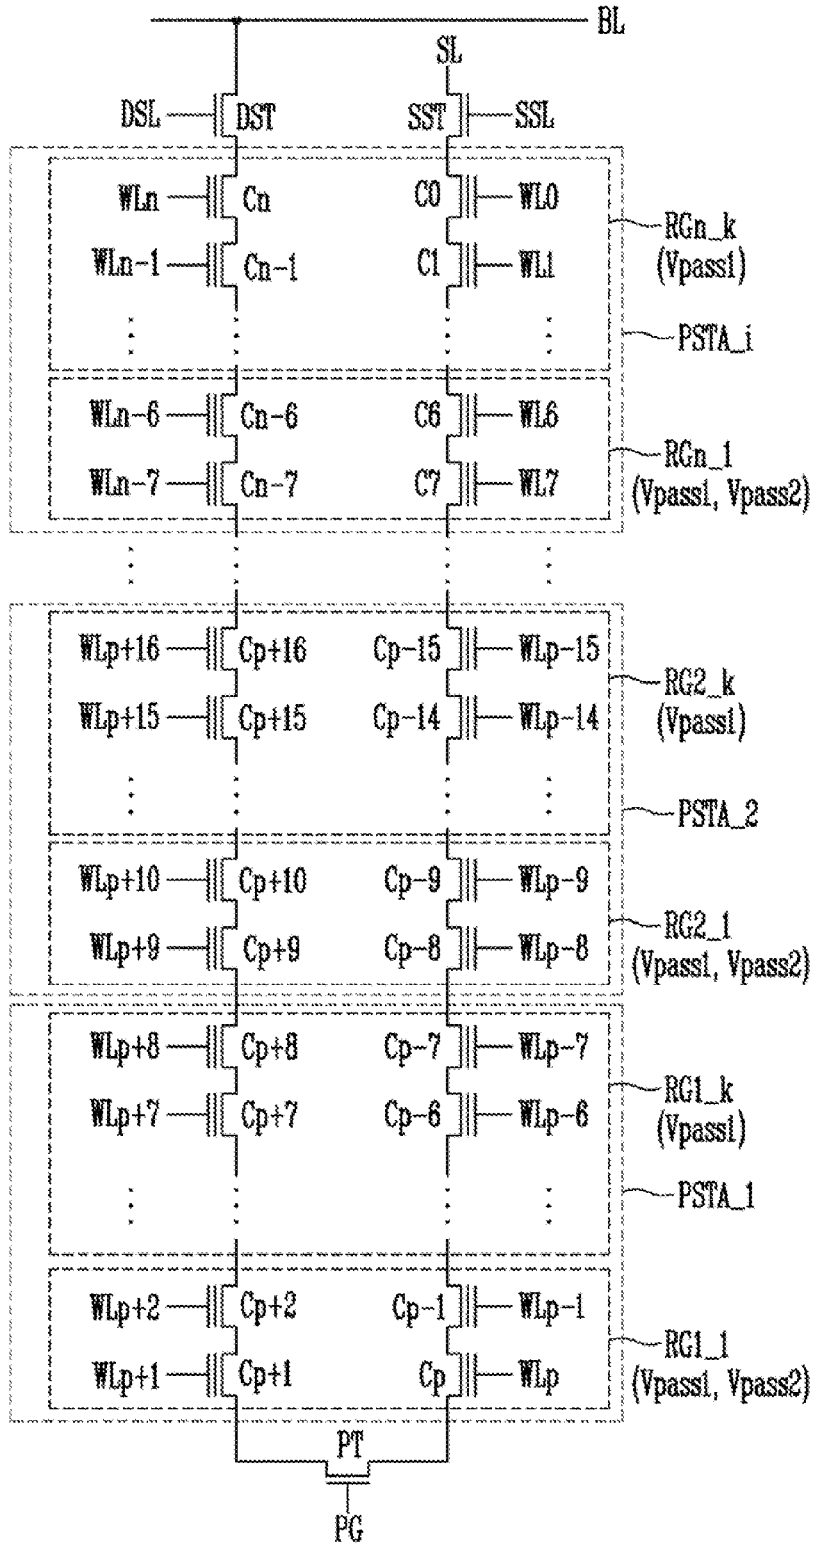 BL
SL
DSL DST SST SSL
WLn Cn C0 WL0
RGn_k
(Vpass1)
WLn-1 Cn-1 C1 WL1
PSTA_i
WLn-6 Cn-6 C6 WL6
RGn_1
(Vpass1, Vpass2)
WLn-7 Cn-7 C7 WL7
WLp+16 Cp+16 Cp-15 WLp-15
RG2_k
(Vpass1)
WLp+15 Cp+15 Cp-14 WLp-14
PSTA_2
WLp+10 Cp+10 Cp-9 WLp-9
RG2_1
(Vpass1, Vpass2)
WLp+9 Cp+9 Cp-8 WLp-8
WLp+8 Cp+8 Cp-7 WLp-7
RG1_k
(Vpass1)
WLp+7 Cp+7 Cp-6 WLp-6
PSTA_1
WLp+2 Cp+2 Cp-1 WLp-1
RG1_1
(Vpass1, Vpass2)
WLp+1 Cp+1 Cp WLp
PT
PG